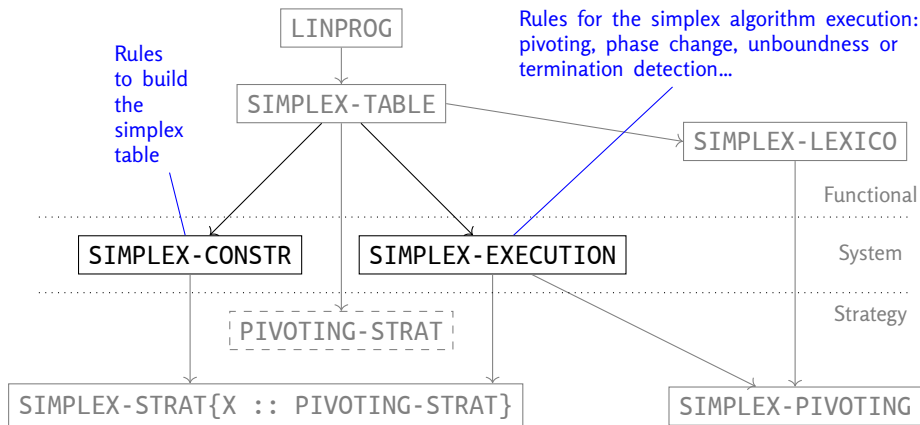 Rules for the simplex algorithm execution:
pivoting, phase change, unboundness or
termination detection…
LINPROG
Rules
to build
the
simplex
table
SIMPLEX-TABLE
SIMPLEX-LEXICO
Functional
SIMPLEX-CONSTR
SIMPLEX-EXECUTION
System
Strategy
PIVOTING-STRAT
SIMPLEX-STRAT{X :: PIVOTING-STRAT}
SIMPLEX-PIVOTING